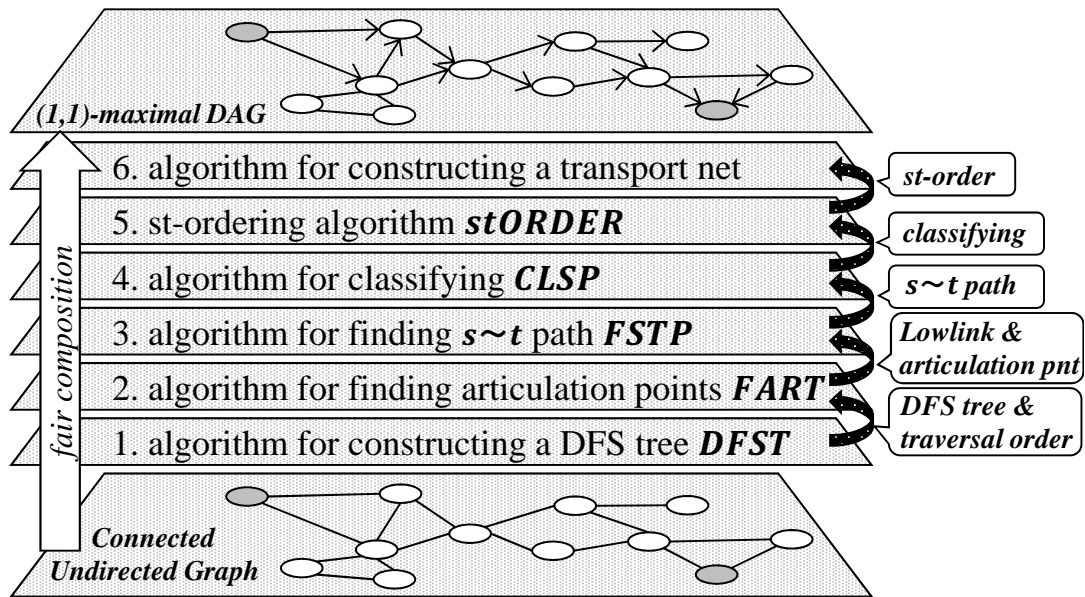 (1,1)-maximal DAG
6. algorithm for constructing a transport net
5. st-ordering algorithm stORDER
4. algorithm for classifying CLSP
3. algorithm for finding s~t path FSTP
2. algorithm for finding articulation points FART
1. algorithm for constructing a DFS tree DFST
fair composition
st-order
classifying
s~t path
Lowlink &
articulation pnt
DFS tree &
traversal order
Connected
Undirected Graph